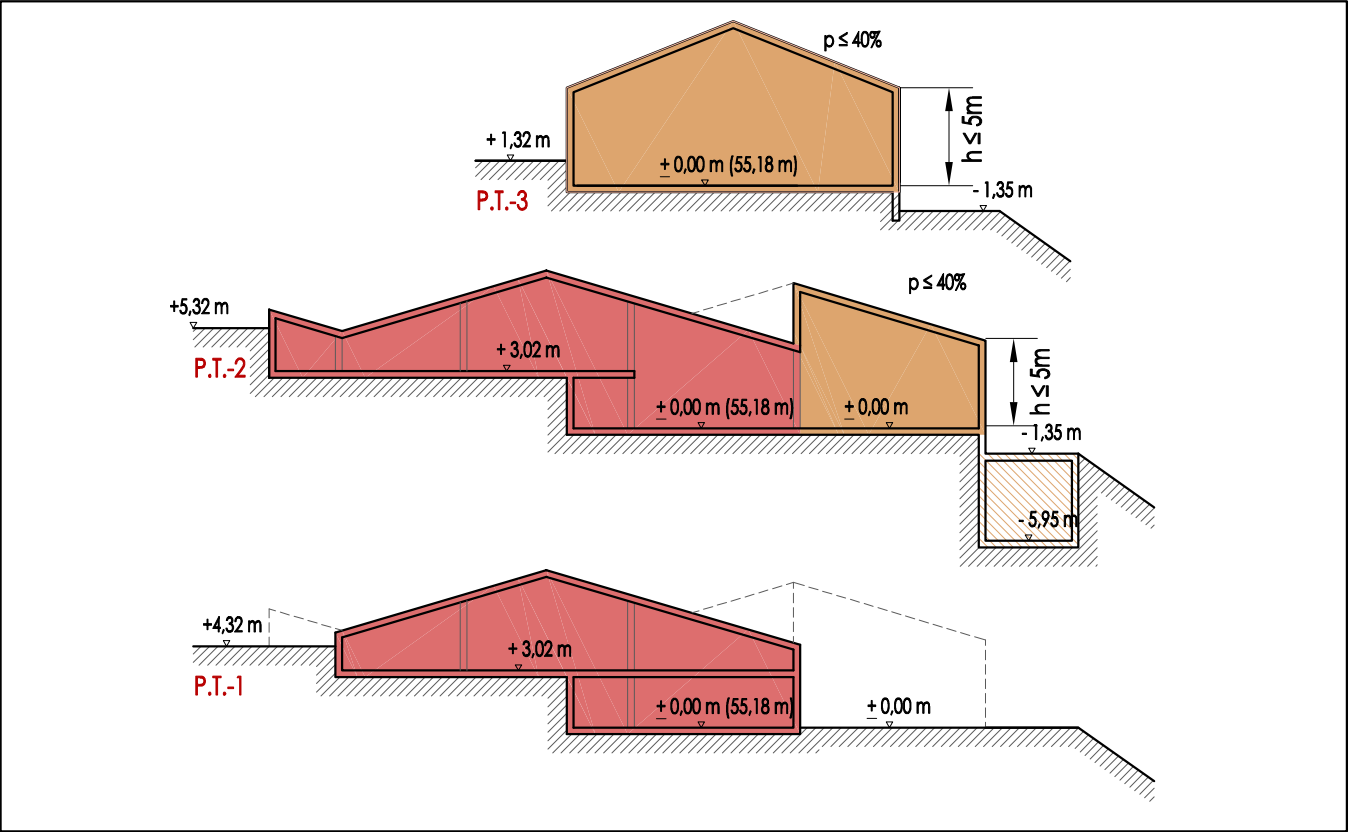 p ≤ 40%
+ 1,32 m
h ≤ 5m
± 0,00 m (55,18 m)
P.T.-3
- 1,35 m
+5,32 m
p ≤ 40%
P.T.-2
+ 3,02 m
h ≤ 5m
± 0,00 m (55,18 m)
± 0,00 m
- 1,35 m
- 5,95 m
+4,32 m
P.T.-1
+ 3,02 m
± 0,00 m (55,18 m)
± 0,00 m